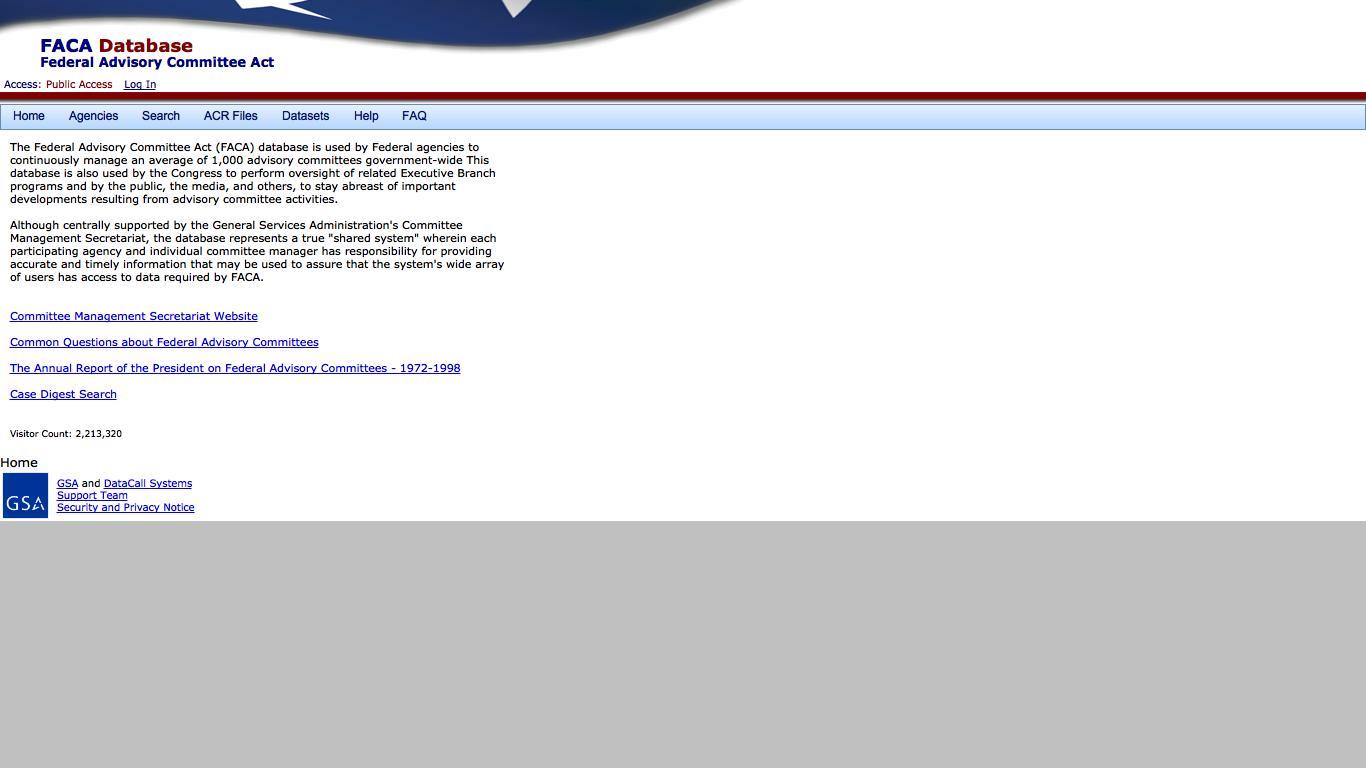 FACA Database
Federal Advisory Committee Act
Access: Public Access Log In
Home Agencies Search ACR Files Datasets Help FAQ
The Federal Advisory Committee Act (FACA) database is used by Federal agencies to
continuously manage an average of 1,000 advisory committees government-wide This
database is also used by the Congress to perform oversight of related Executive Branch
programs and by the public, the media, and others, to stay abreast of important
developments resulting from advisory committee activities.
Although centrally supported by the General Services Administration's Committee
Management Secretariat, the database represents a true "shared system" wherein each
participating agency and individual committee manager has responsibility for providing
accurate and timely information that may be used to assure that the system's wide array
of users has access to data required by FACA.
Committee Management Secretariat Website
Common Questions about Federal Advisory Committees
The Annual Report of the President on Federal Advisory Committees - 1972-1998
Case Digest Search
Visitor Count: 2,213,320
Home
GSA
GSA and DataCall Systems
Support Team
Security and Privacy Notice